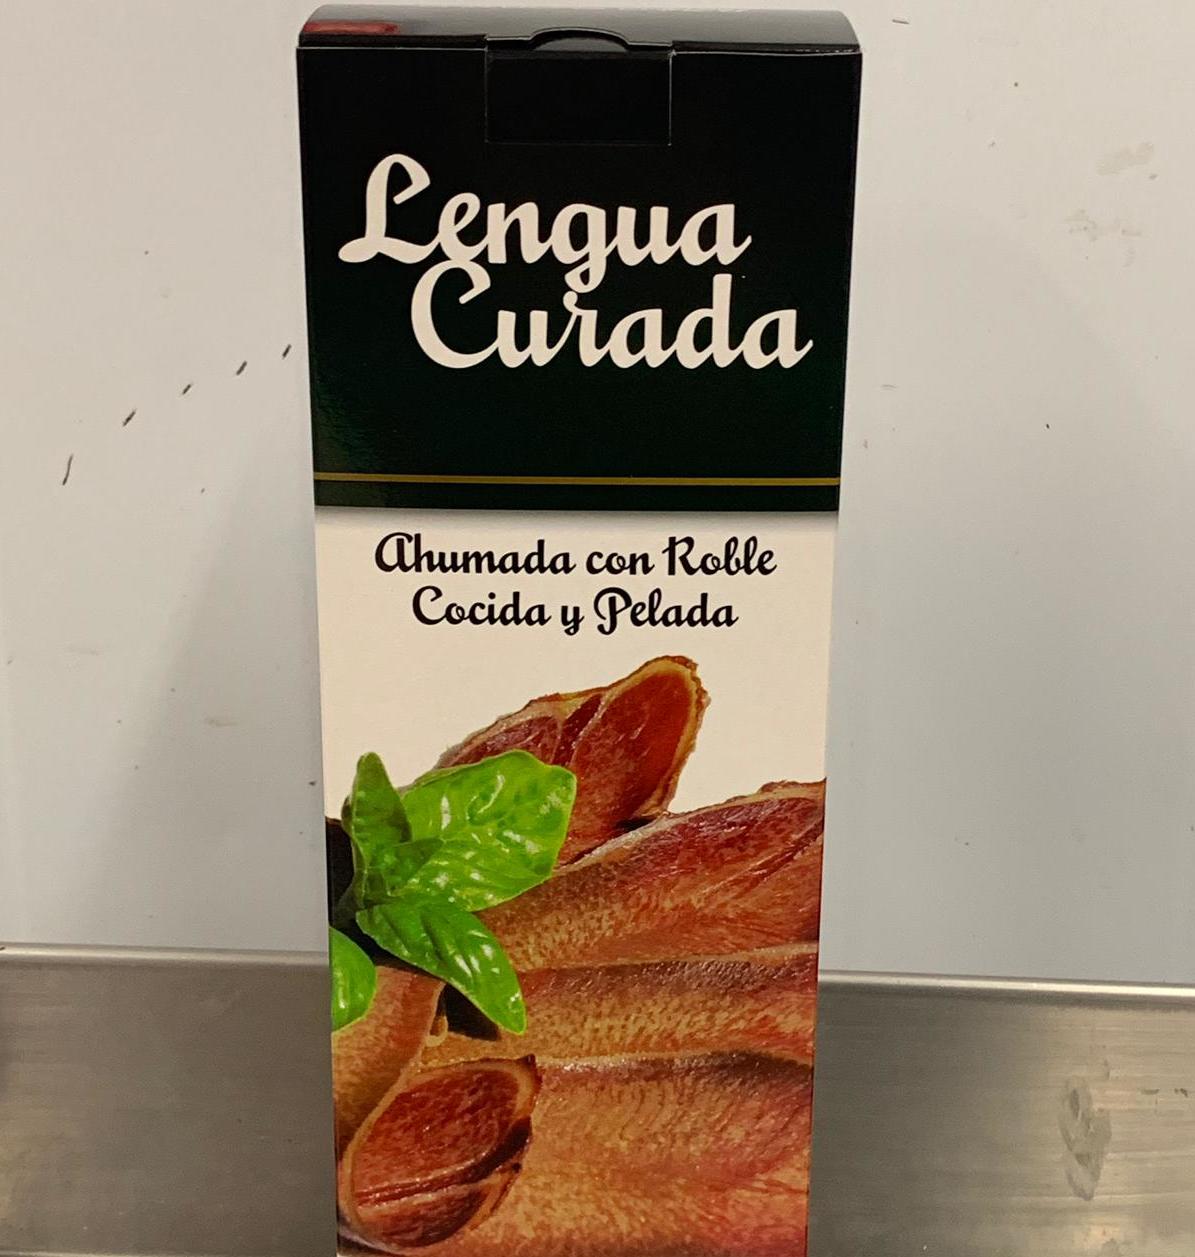 Lengua
Curada
Ahumada con Roble
Cocida y Pelada